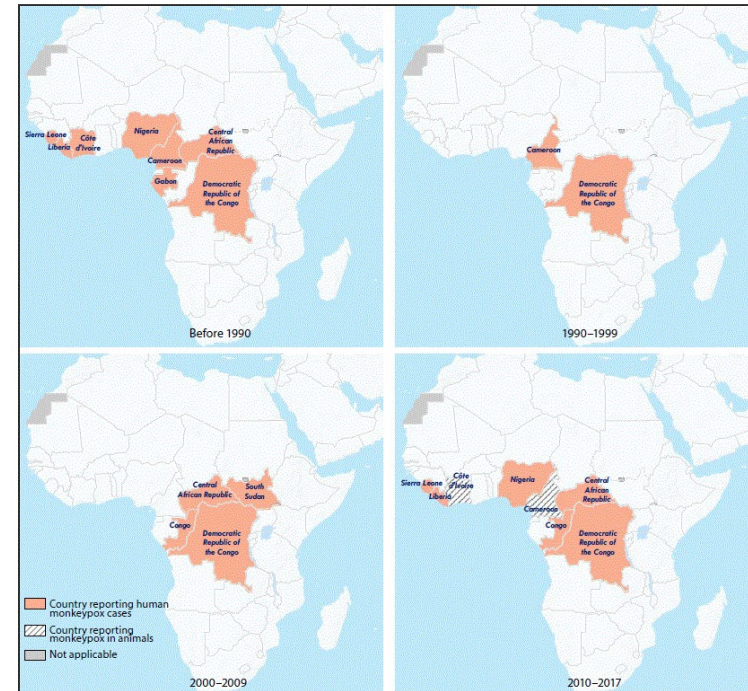 Sierra Leone
Liberia
Côte
d'Ivoire
Nigeria
Cameroon
Gabon
Central
African
Republic
Democratic
Republic of
the Congo
Before 1990
Cameroon
Democratic
Republic of
the Congo
1990–1999
Central
African Republic
South
Sudan
Congo
Democratic
Republic of
the Congo
Country reporting human
monkeypox cases
Country reporting
monkeypox in animals
Not applicable
2000–2009
Sierra Leone
Liberia
Côte
d'Ivoire
Nigeria
Cameroon
Central
African
Republic
Congo
Democratic
Republic of
the Congo
2010–2017